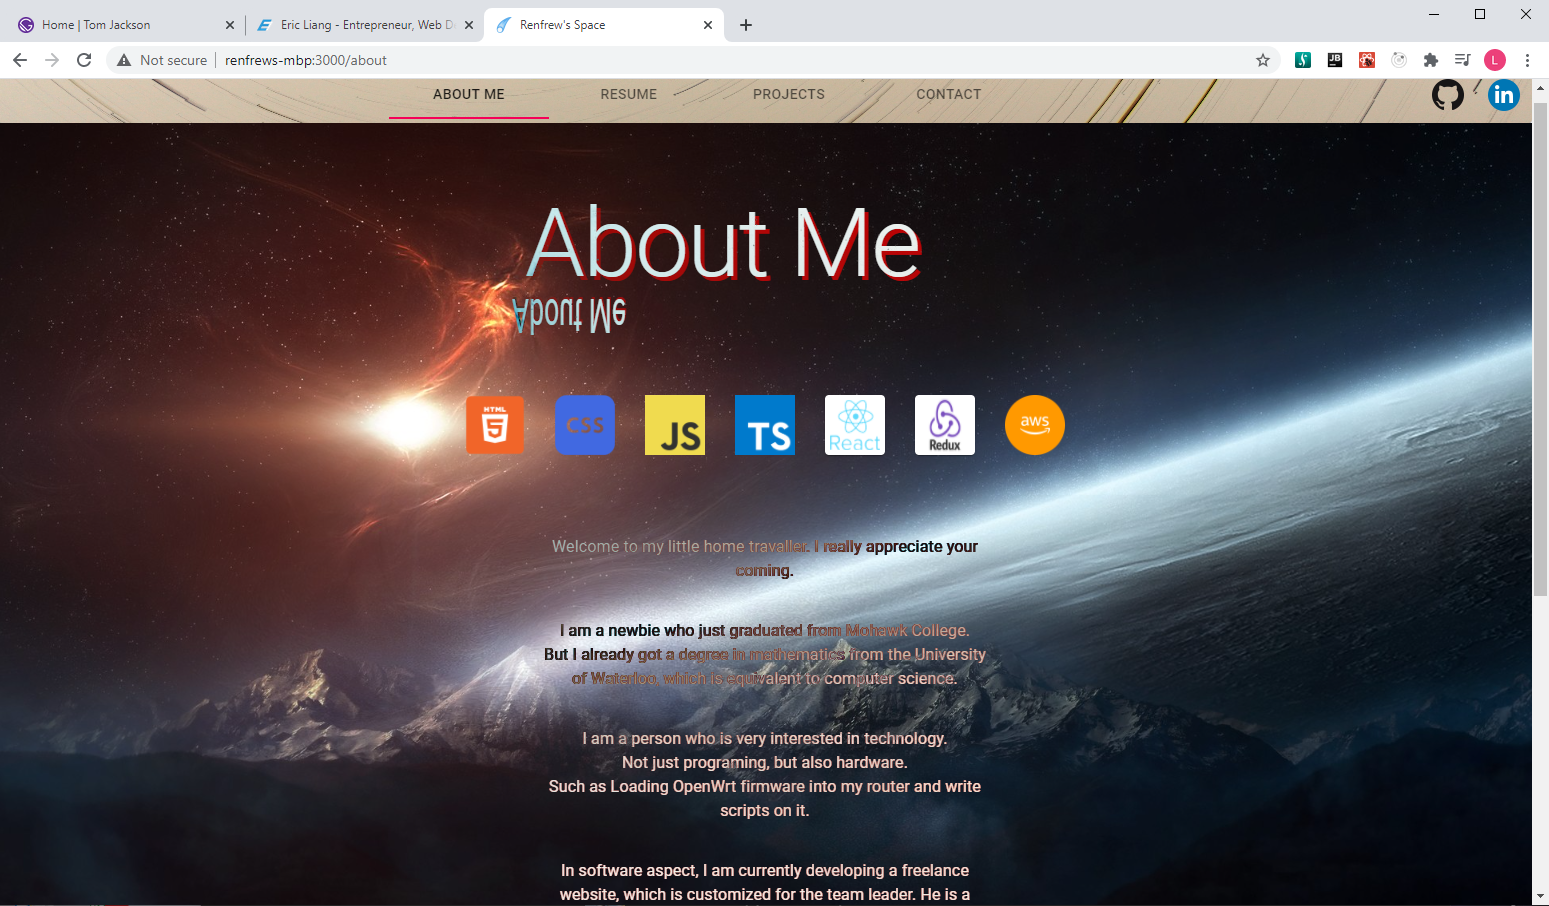 Home | Tom Jackson
Eric Liang - Entrepreneur, Web D
Renfrew's Space
Not secure
renfrews-mbp:3000/about
JB
L
ABOUT ME
RESUME
PROJECTS
CONTACT
in
About Me
About Me
HTML
5
CSS
JS
TS
React
Redux
aws
Welcome to my little home travaller. I really appreciate your
coming.
I am a newbie who just graduated from Mohawk College.
But I already got a degree in mathematics from the University
of Waterloo, which is equivalent to computer science.
I am a person who is very interested in technology.
Not just programing, but also hardware.
Such as Loading OpenWrt firmware into my router and write
scripts on it.
In software aspect, I am currently developing a freelance
website, which is customized for the team leader. He is a